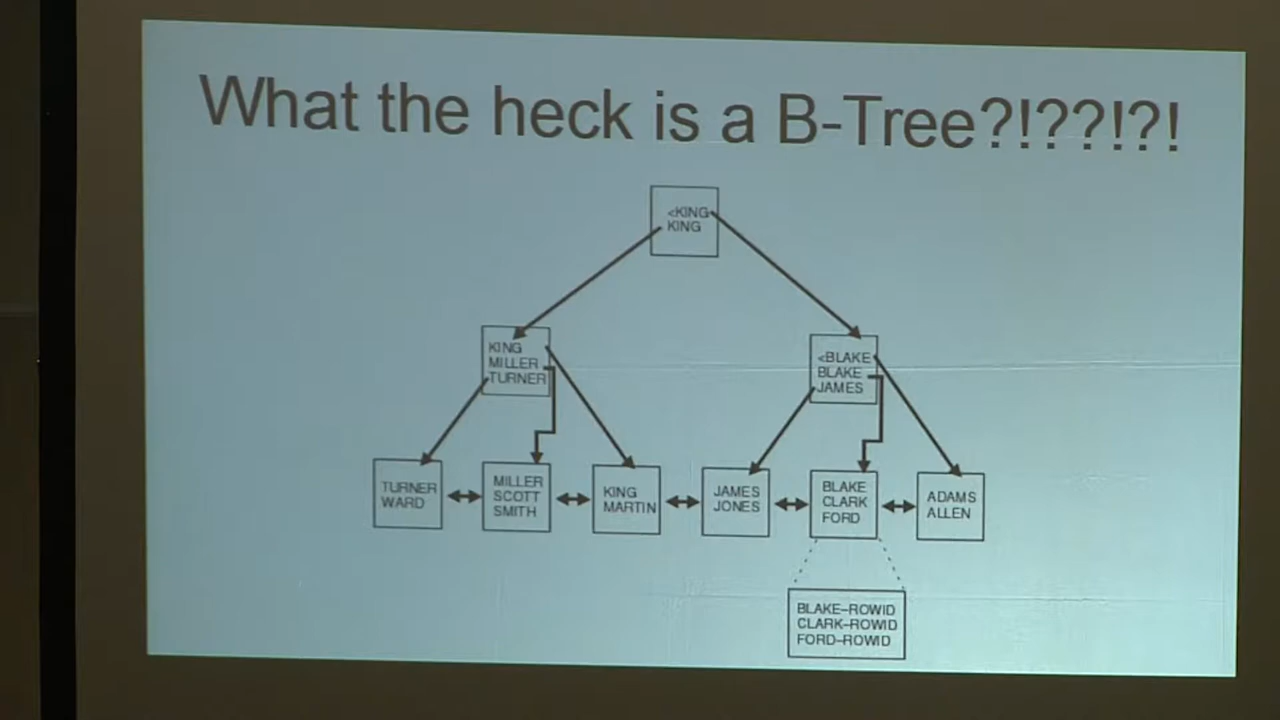 What the heck is a B-Tree?!??!?!
<KING
KING
KING
MILLER
TURNER
<BLAKE
BLAKE
JAMES
TURNER
WARD
MILLER
SCOTT
SMITH
KING
MARTIN
JAMES
JONES
BLAKE
CLARK
FORD
ADAMS
ALLEN
BLAKE–ROWID
CLARK–ROWID
FORD–ROWID